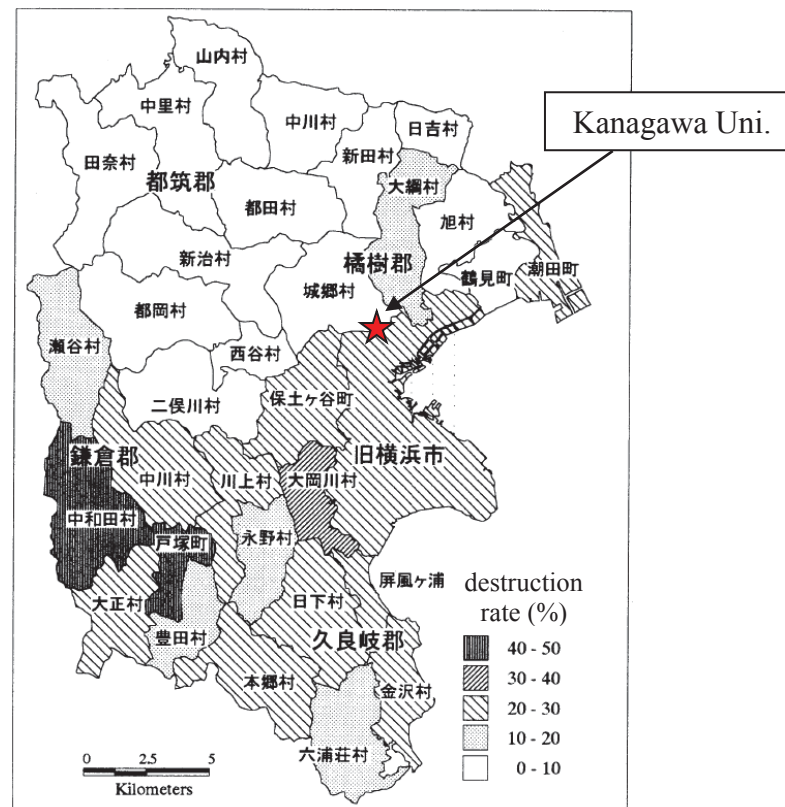 山内村
中里村
中川村
日吉村
Kanagawa Uni.
新田村
田奈村
大綱村
都筑郡
都田村
旭村
新治村
橘樹郡
城郷村
鶴見町
潮田町
都岡村
瀬谷村
西谷村
二俣川村
保土ヶ谷町
鎌倉郡
中川村
川上村
大岡川村
旧横浜市
中和田村
戸塚町
永野村
屏風ヶ浦
大正村
日下村
豊田村
久良岐郡
本郷村
金沢村
六浦荘村
destruction
rate (%)
40 - 50
30 - 40
20 - 30
10 - 20
0 - 10
0 2.5 5
Kilometers